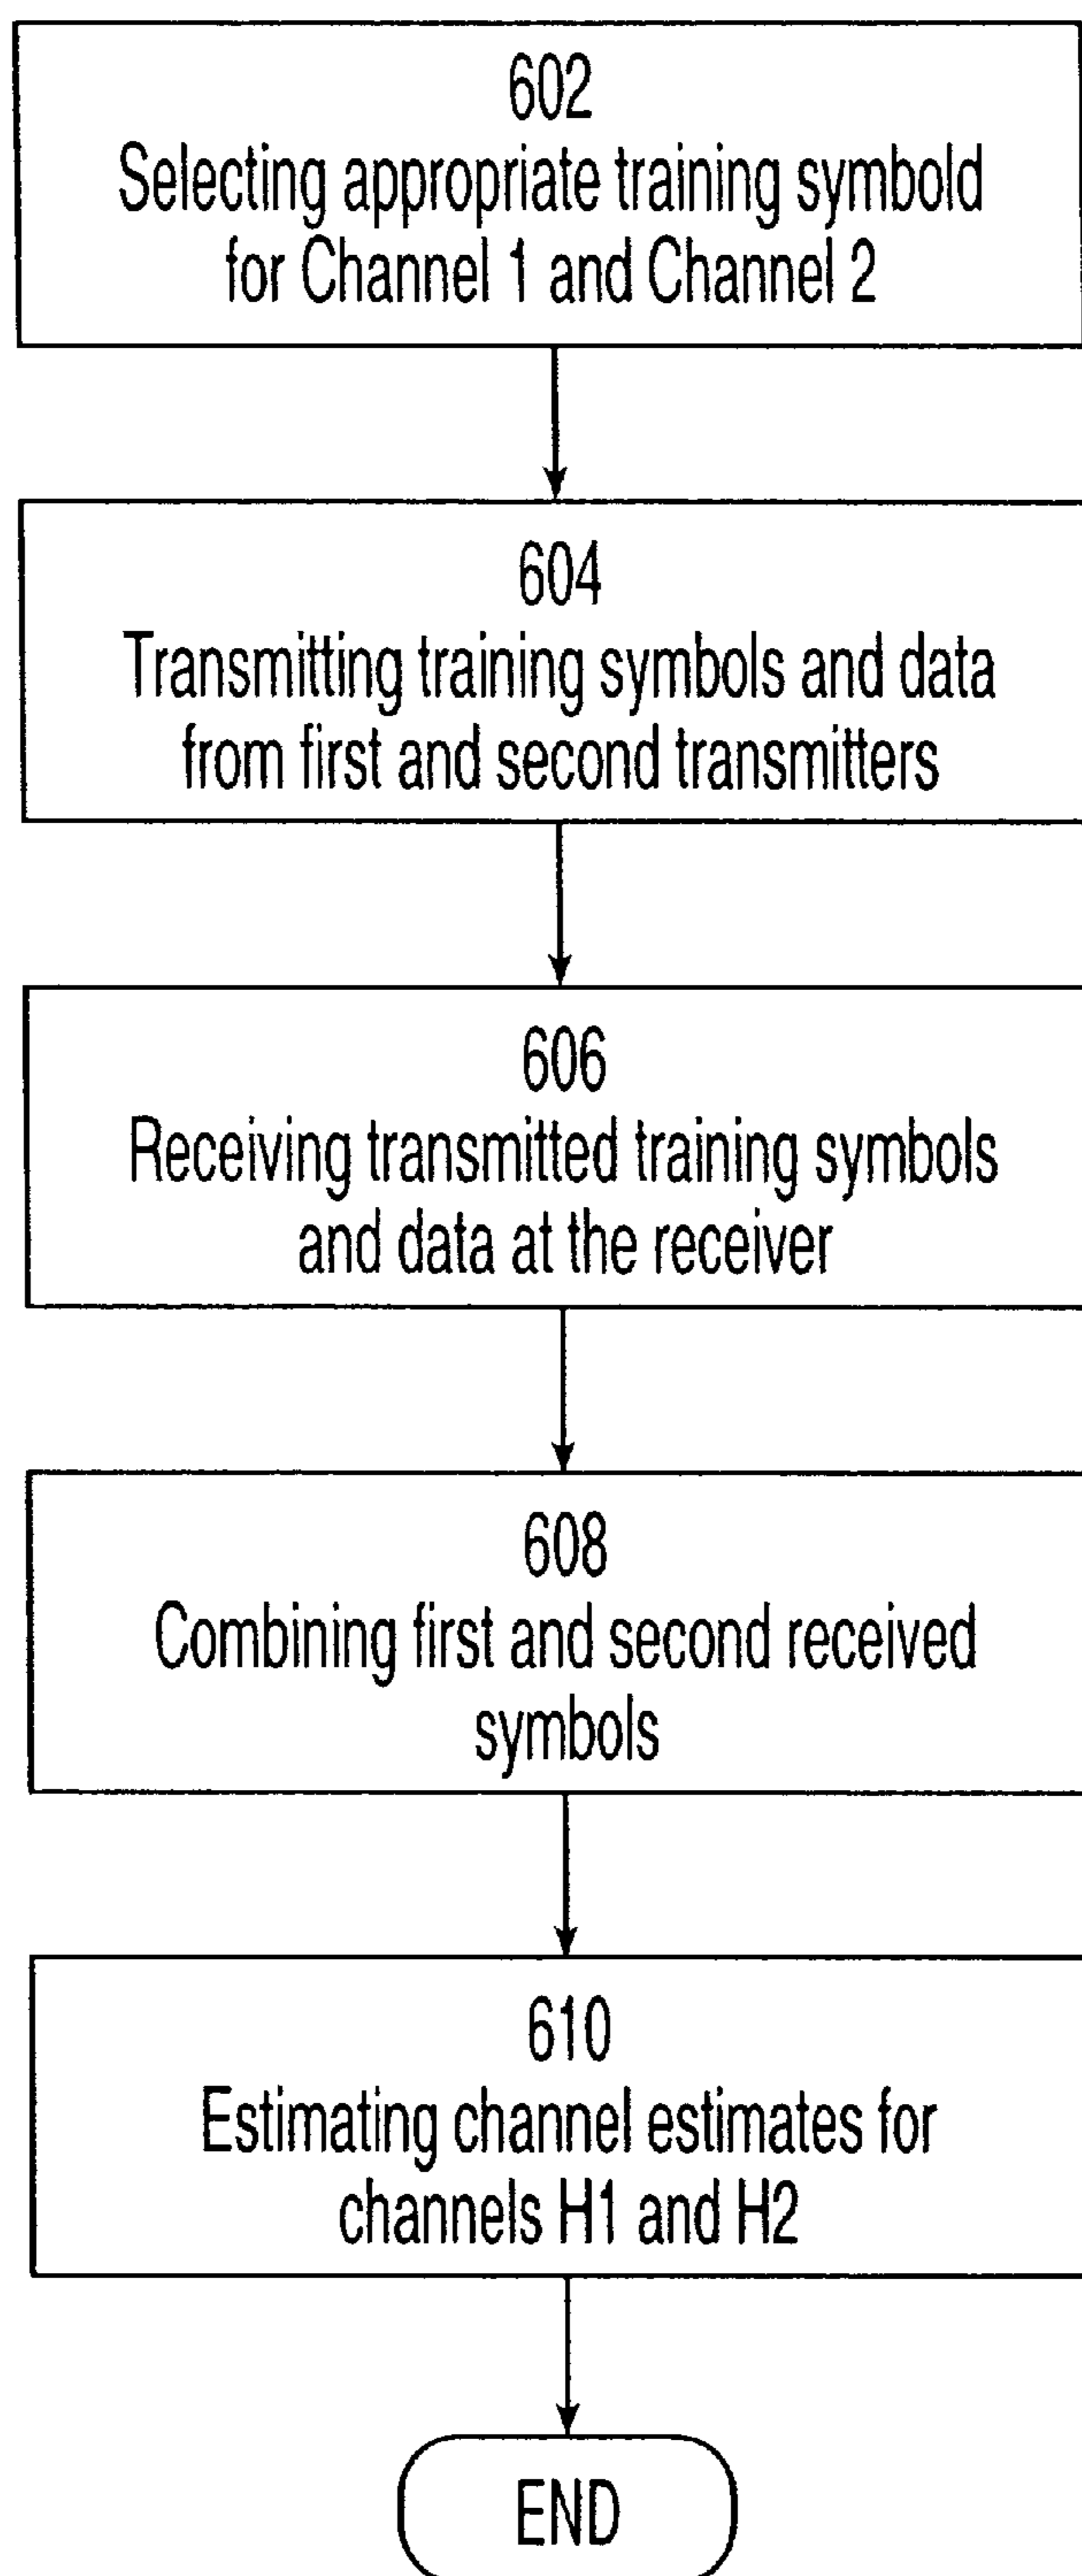 602
Selecting appropriate training symbold
for Channel 1 and Channel 2
604
Transmitting training symbols and data
from first and second transmitters
606
Receiving transmitted training symbols
and data at the receiver
608
Combining first and second received
symbols
610
Estimating channel estimates for
channels H1 and H2
END